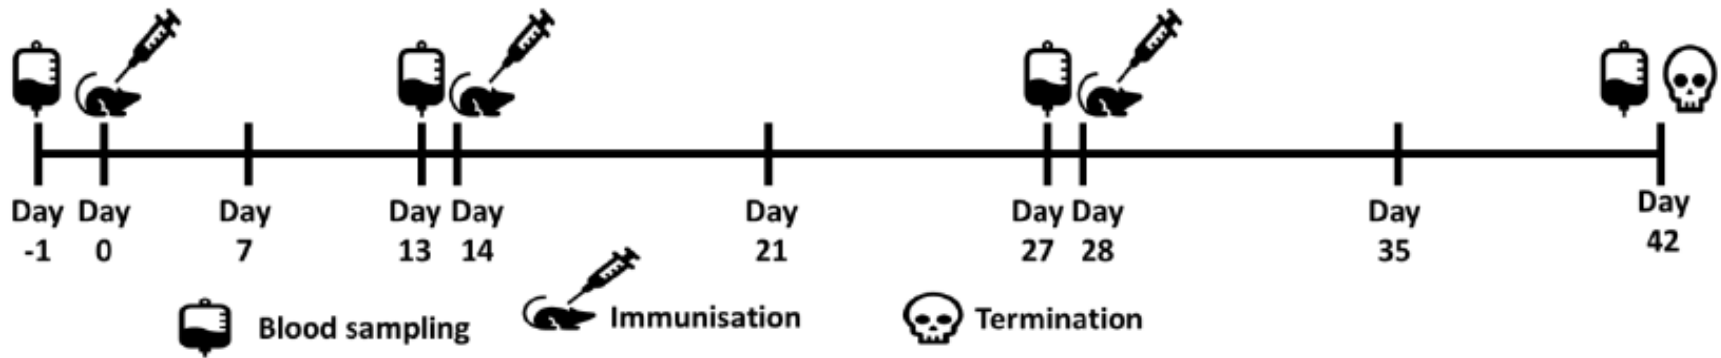 Day Day Day Day Day Day Day Day Day Day
-1 0 7 13 14 21 27 28 35 42
Blood sampling Immunisation Termination